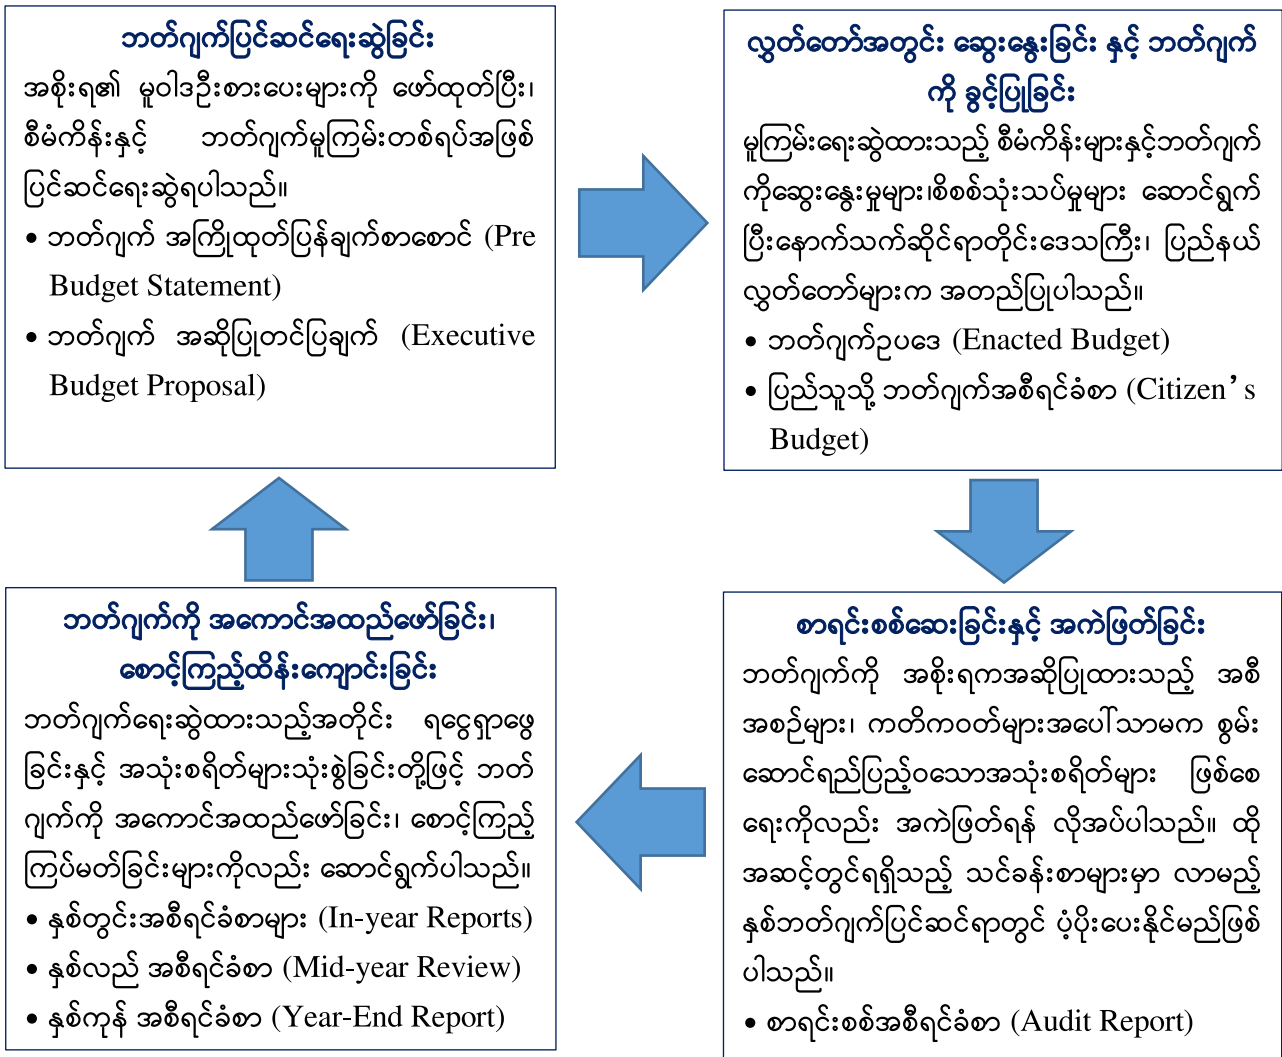 ဘတ်ဂျက်ပြင်ဆင်ရေးဆွဲခြင်း
အစိုးရ၏ မူဝါဒဦးစားပေးများကို ဖော်ထုတ်ပြီး၊
စီမံကိန်းနှင့် ဘတ်ဂျက်မူကြမ်းတစ်ရပ်အဖြစ်
ပြင်ဆင်ရေးဆွဲရပါသည်။
• ဘတ်ဂျက် အကြိုထုတ်ပြန်ချက်စာစောင် (Pre
Budget Statement)
• ဘတ်ဂျက် အဆိုပြုတင်ပြချက် (Executive
Budget Proposal)
လွှတ်တော်အတွင်း ဆွေးနွေးခြင်း နှင့် ဘတ်ဂျက်
ကို ခွင့်ပြုခြင်း
မူကြမ်းရေးဆွဲထားသည့် စီမံကိန်းများနှင့်ဘတ်ဂျက်
ကိုဆွေးနွေးမှုများ၊စိစစ်သုံးသပ်မှုများ ဆောင်ရွက်
ပြီးနောက်သက်ဆိုင်ရာတိုင်းဒေသကြီး၊ ပြည်နယ်
လွှတ်တော်များက အတည်ပြုပါသည်။
• ဘတ်ဂျက်ဥပဒေ (Enacted Budget)
• ပြည်သူသို့ ဘတ်ဂျက်အစီရင်ခံစာ (Citizen’s
Budget)
ဘတ်ဂျက်ကို အကောင်အထည်ဖော်ခြင်း၊
စောင့်ကြည့်ထိန်းကျောင်းခြင်း
ဘတ်ဂျက်ရေးဆွဲထားသည့်အတိုင်း ရငွေရှာဖွေ
ခြင်းနှင့် အသုံးစရိတ်များသုံးစွဲခြင်းတို့ဖြင့် ဘတ်
ဂျက်ကို အကောင်အထည်ဖော်ခြင်း၊ စောင့်ကြည့်
ကြပ်မတ်ခြင်းများကိုလည်း ဆောင်ရွက်ပါသည်။
• နှစ်တွင်းအစီရင်ခံစာများ (In-year Reports)
• နှစ်လည် အစီရင်ခံစာ (Mid-year Review)
• နှစ်ကုန် အစီရင်ခံစာ (Year-End Report)
စာရင်းစစ်ဆေးခြင်းနှင့် အကဲဖြတ်ခြင်း
ဘတ်ဂျက်ကို အစိုးရကအဆိုပြုထားသည့် အစီ
အစဉ်များ၊ ကတိကဝတ်များအပေါ်သာမက စွမ်း
ဆောင်ရည်ပြည့်ဝသောအသုံးစရိတ်များ ဖြစ်စေ
ရေးကိုလည်း အကဲဖြတ်ရန် လိုအပ်ပါသည်။ ထို
အဆင့်တွင်ရရှိသည့် သင်ခန်းစာများမှာ လာမည့်
နှစ်ဘတ်ဂျက်ပြင်ဆင်ရာတွင် ပံ့ပိုးပေးနိုင်မည်ဖြစ်
ပါသည်။
• စာရင်းစစ်အစီရင်ခံစာ (Audit Report)